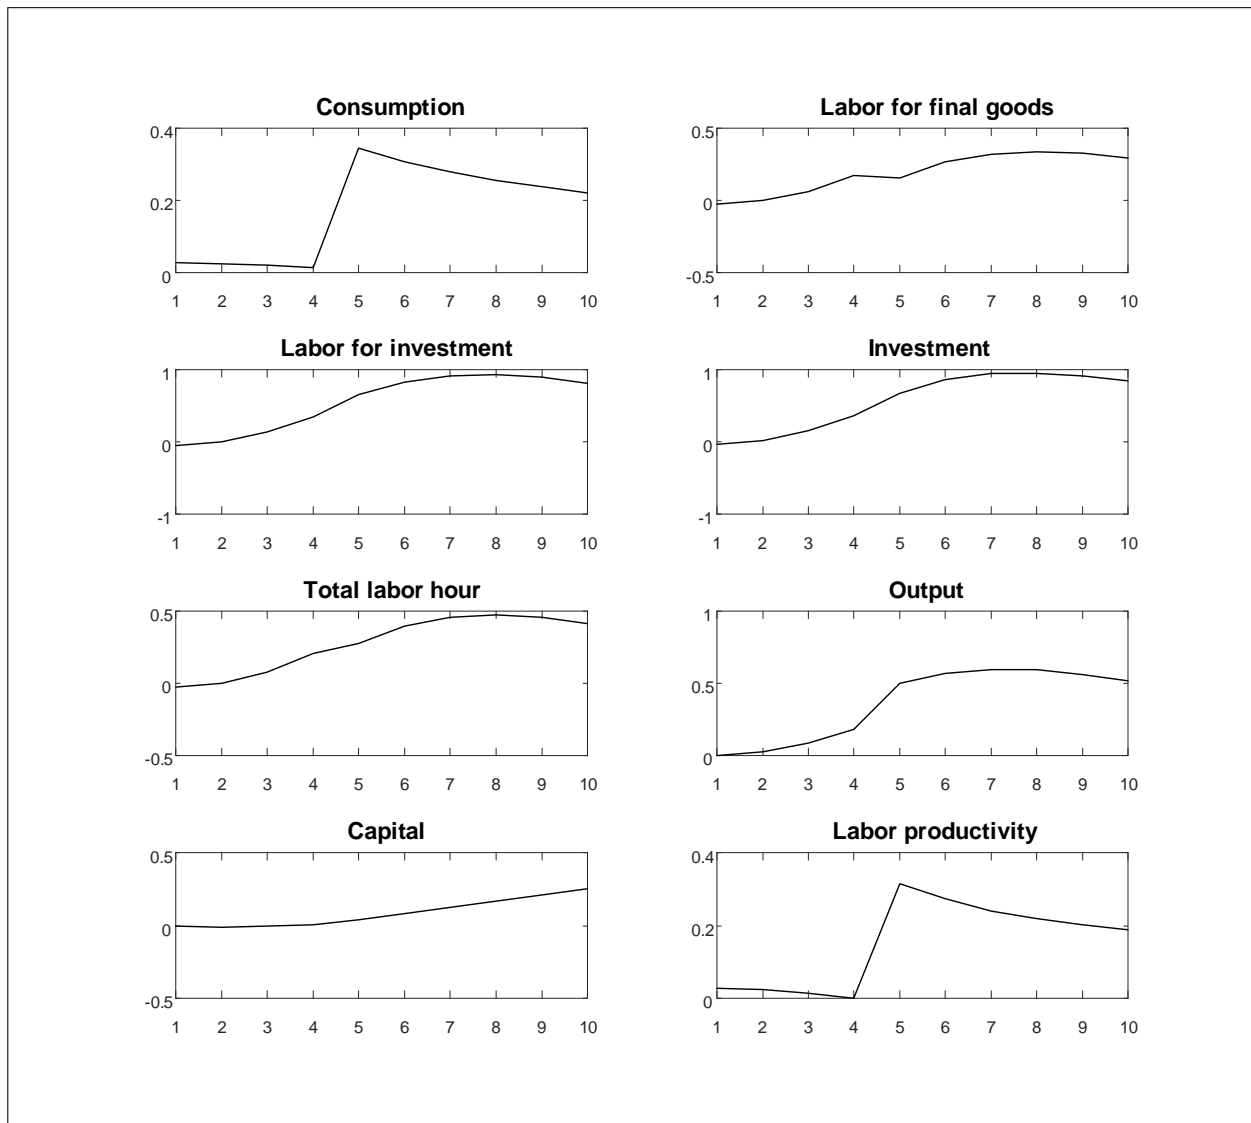 Consumption
0.4
0.2
0
1 2 3 4 5 6 7 8 9 10
Labor for final goods
0.5
0
-0.5
1 2 3 4 5 6 7 8 9 10
Labor for investment
1
0
-1
1 2 3 4 5 6 7 8 9 10
Investment
1
0
-1
1 2 3 4 5 6 7 8 9 10
Total labor hour
0.5
0
-0.5
1 2 3 4 5 6 7 8 9 10
Output
1
0.5
0
1 2 3 4 5 6 7 8 9 10
Capital
0.5
0
-0.5
1 2 3 4 5 6 7 8 9 10
Labor productivity
0.4
0.2
0
1 2 3 4 5 6 7 8 9 10